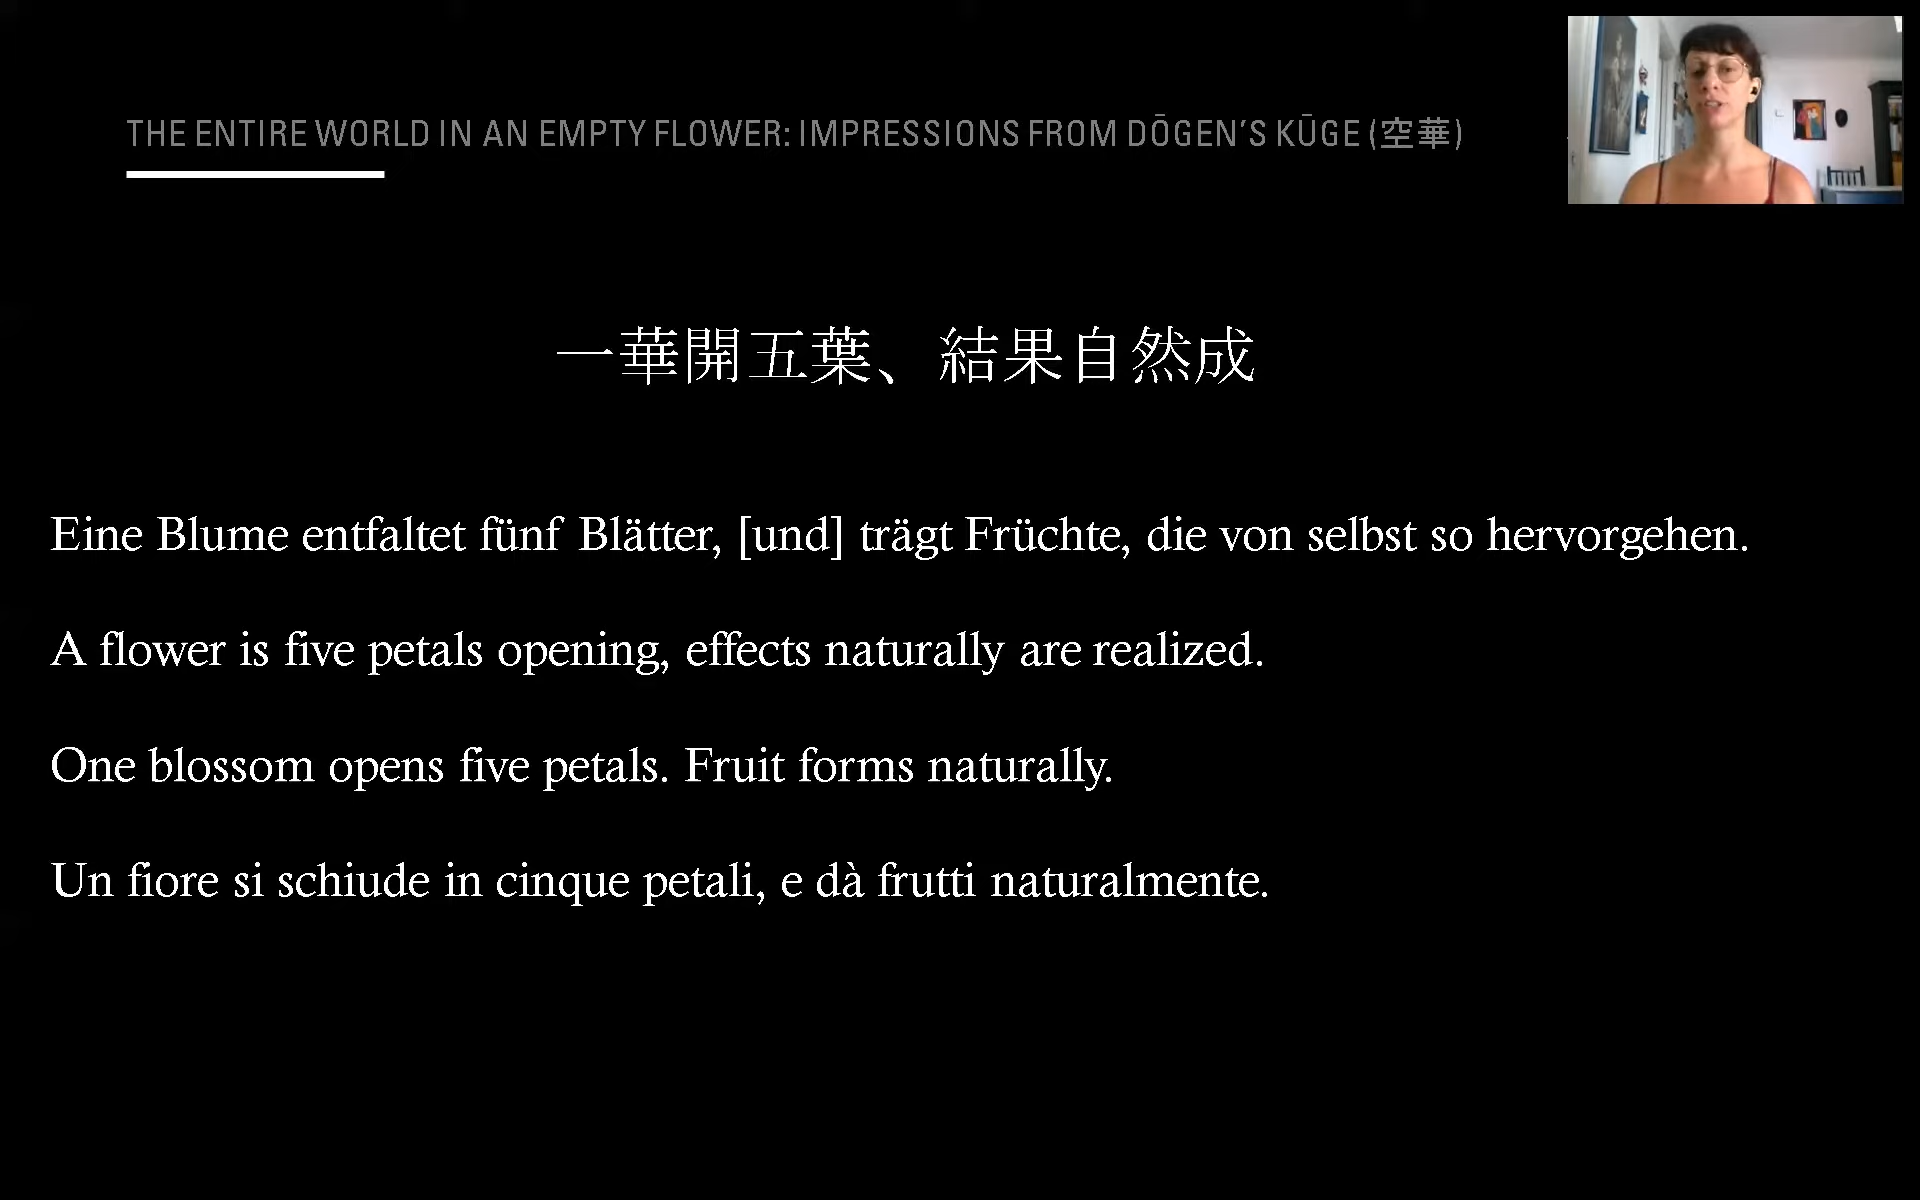 THE ENTIRE WORLD IN AN EMPTY FLOWER: IMPRESSIONS FROM DŌGEN'S KŪGE (空華)
一華開五葉、結果自然成
Eine Blume entfaltet fünf Blätter, [und] trägt Früchte, die von selbst so hervorgehen.
A flower is five petals opening, effects naturally are realized.
One blossom opens five petals. Fruit forms naturally.
Un fiore si schiude in cinque petali, e dà frutti naturalmente.